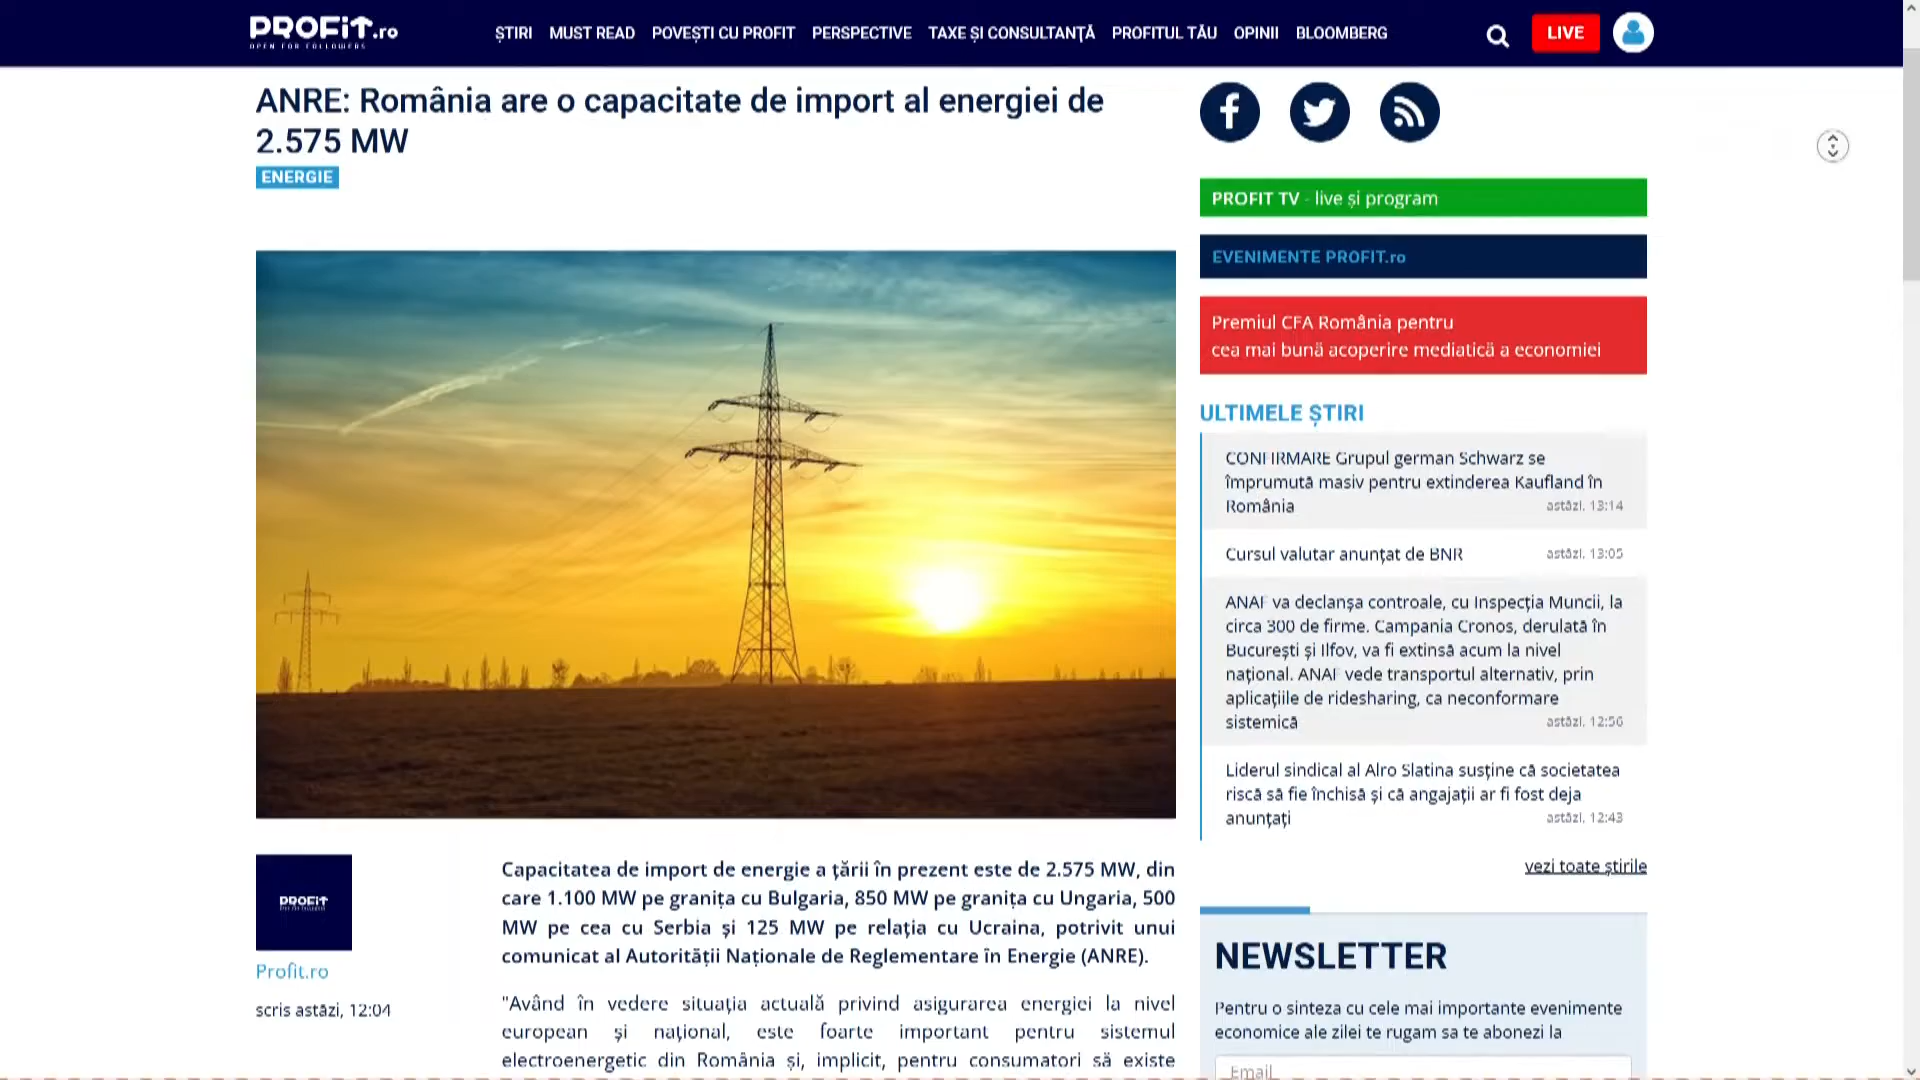 PROFIT.ro
OPEN FOR FOLLOWERS
ȘTIRI MUST READ POVEȘTI CU PROFIT PERSPECTIVE TAXE ȘI CONSULTANȚĂ PROFITUL TĂU OPINII BLOOMBERG
LIVE
ANRE: România are o capacitate de import al energiei de
2.575 MW
ENERGIE
PROFIT TV - live și program
EVENIMENTE PROFIT.ro
Premiul CFA România pentru
cea mai bună acoperire mediatică a economiei
ULTIMELE ȘTIRI
CONFIRMARE Grupul german Schwarz se
împrumută masiv pentru extinderea Kaufland în
România astăzi, 13:14
Cursul valutar anunțat de BNR astăzi, 13:05
ANAF va declanșa controale, cu Inspecția Muncii, la
circa 300 de firme. Campania Cronos, derulată în
București și Ilfov, va fi extinsă acum la nivel
național. ANAF vede transportul alternativ, prin
aplicațiile de ridesharing, ca neconformare
sistemică astăzi, 12:56
Liderul sindical al Alro Slatina susține că societatea
riscă să fie închisă și că angajații ar fi fost deja
anunțați astăzi, 12:43
vezi toate știrile
PROFIT
Profit.ro
scris astăzi, 12:04
Capacitatea de import de energie a țării în prezent este de 2.575 MW, din
care 1.100 MW pe granița cu Bulgaria, 850 MW pe granița cu Ungaria, 500
MW pe cea cu Serbia și 125 MW pe relația cu Ucraina, potrivit unui
comunicat al Autorității Naționale de Reglementare în Energie (ANRE).
"Având în vedere situația actuală privind asigurarea energiei la nivel
european și național, este foarte important pentru sistemul
electroenergetic din România și, implicit, pentru consumatori să existe
NEWSLETTER
Pentru o sinteza cu cele mai importante evenimente
economice ale zilei te rugam sa te abonezi la
Email